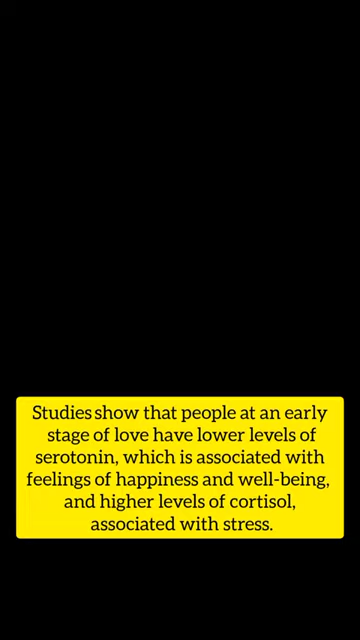 Studies show that people at an early
stage of love have lower levels of
serotonin, which is associated with
feelings of happiness and well-being,
and higher levels of cortisol,
associated with stress.